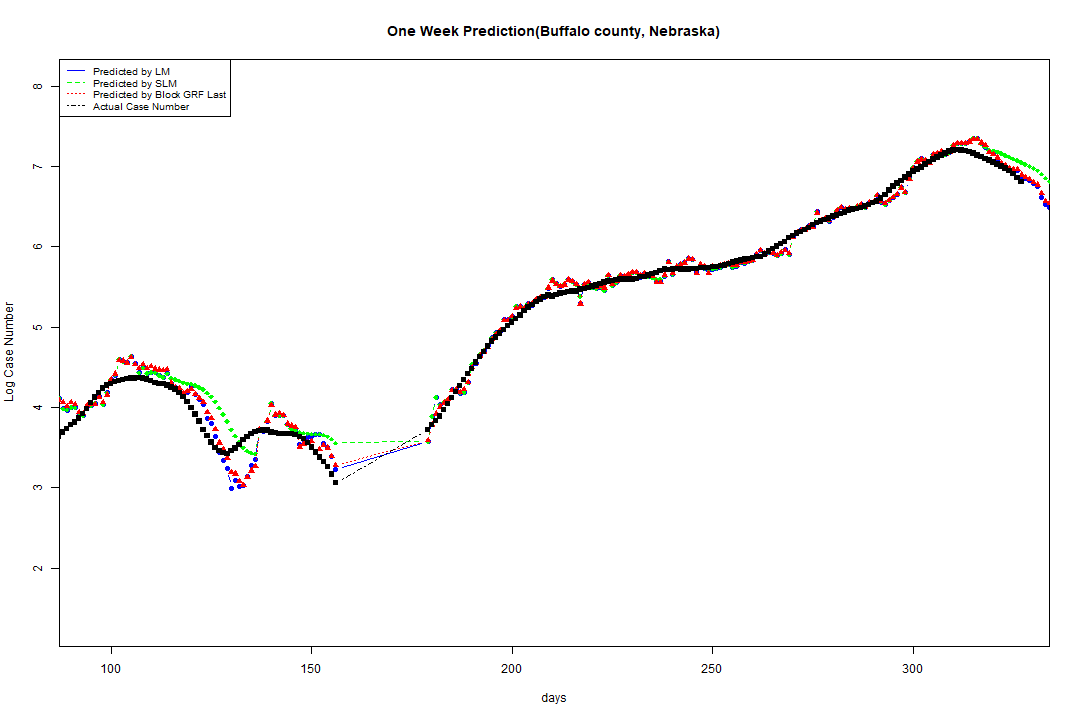 One Week Prediction(Buffalo county, Nebraska)
Predicted by LM
Predicted by SLM
Predicted by Block GRF Last
Actual Case Number
8
7
6
5
4
3
2
Log Case Number
100 150 200 250 300
days